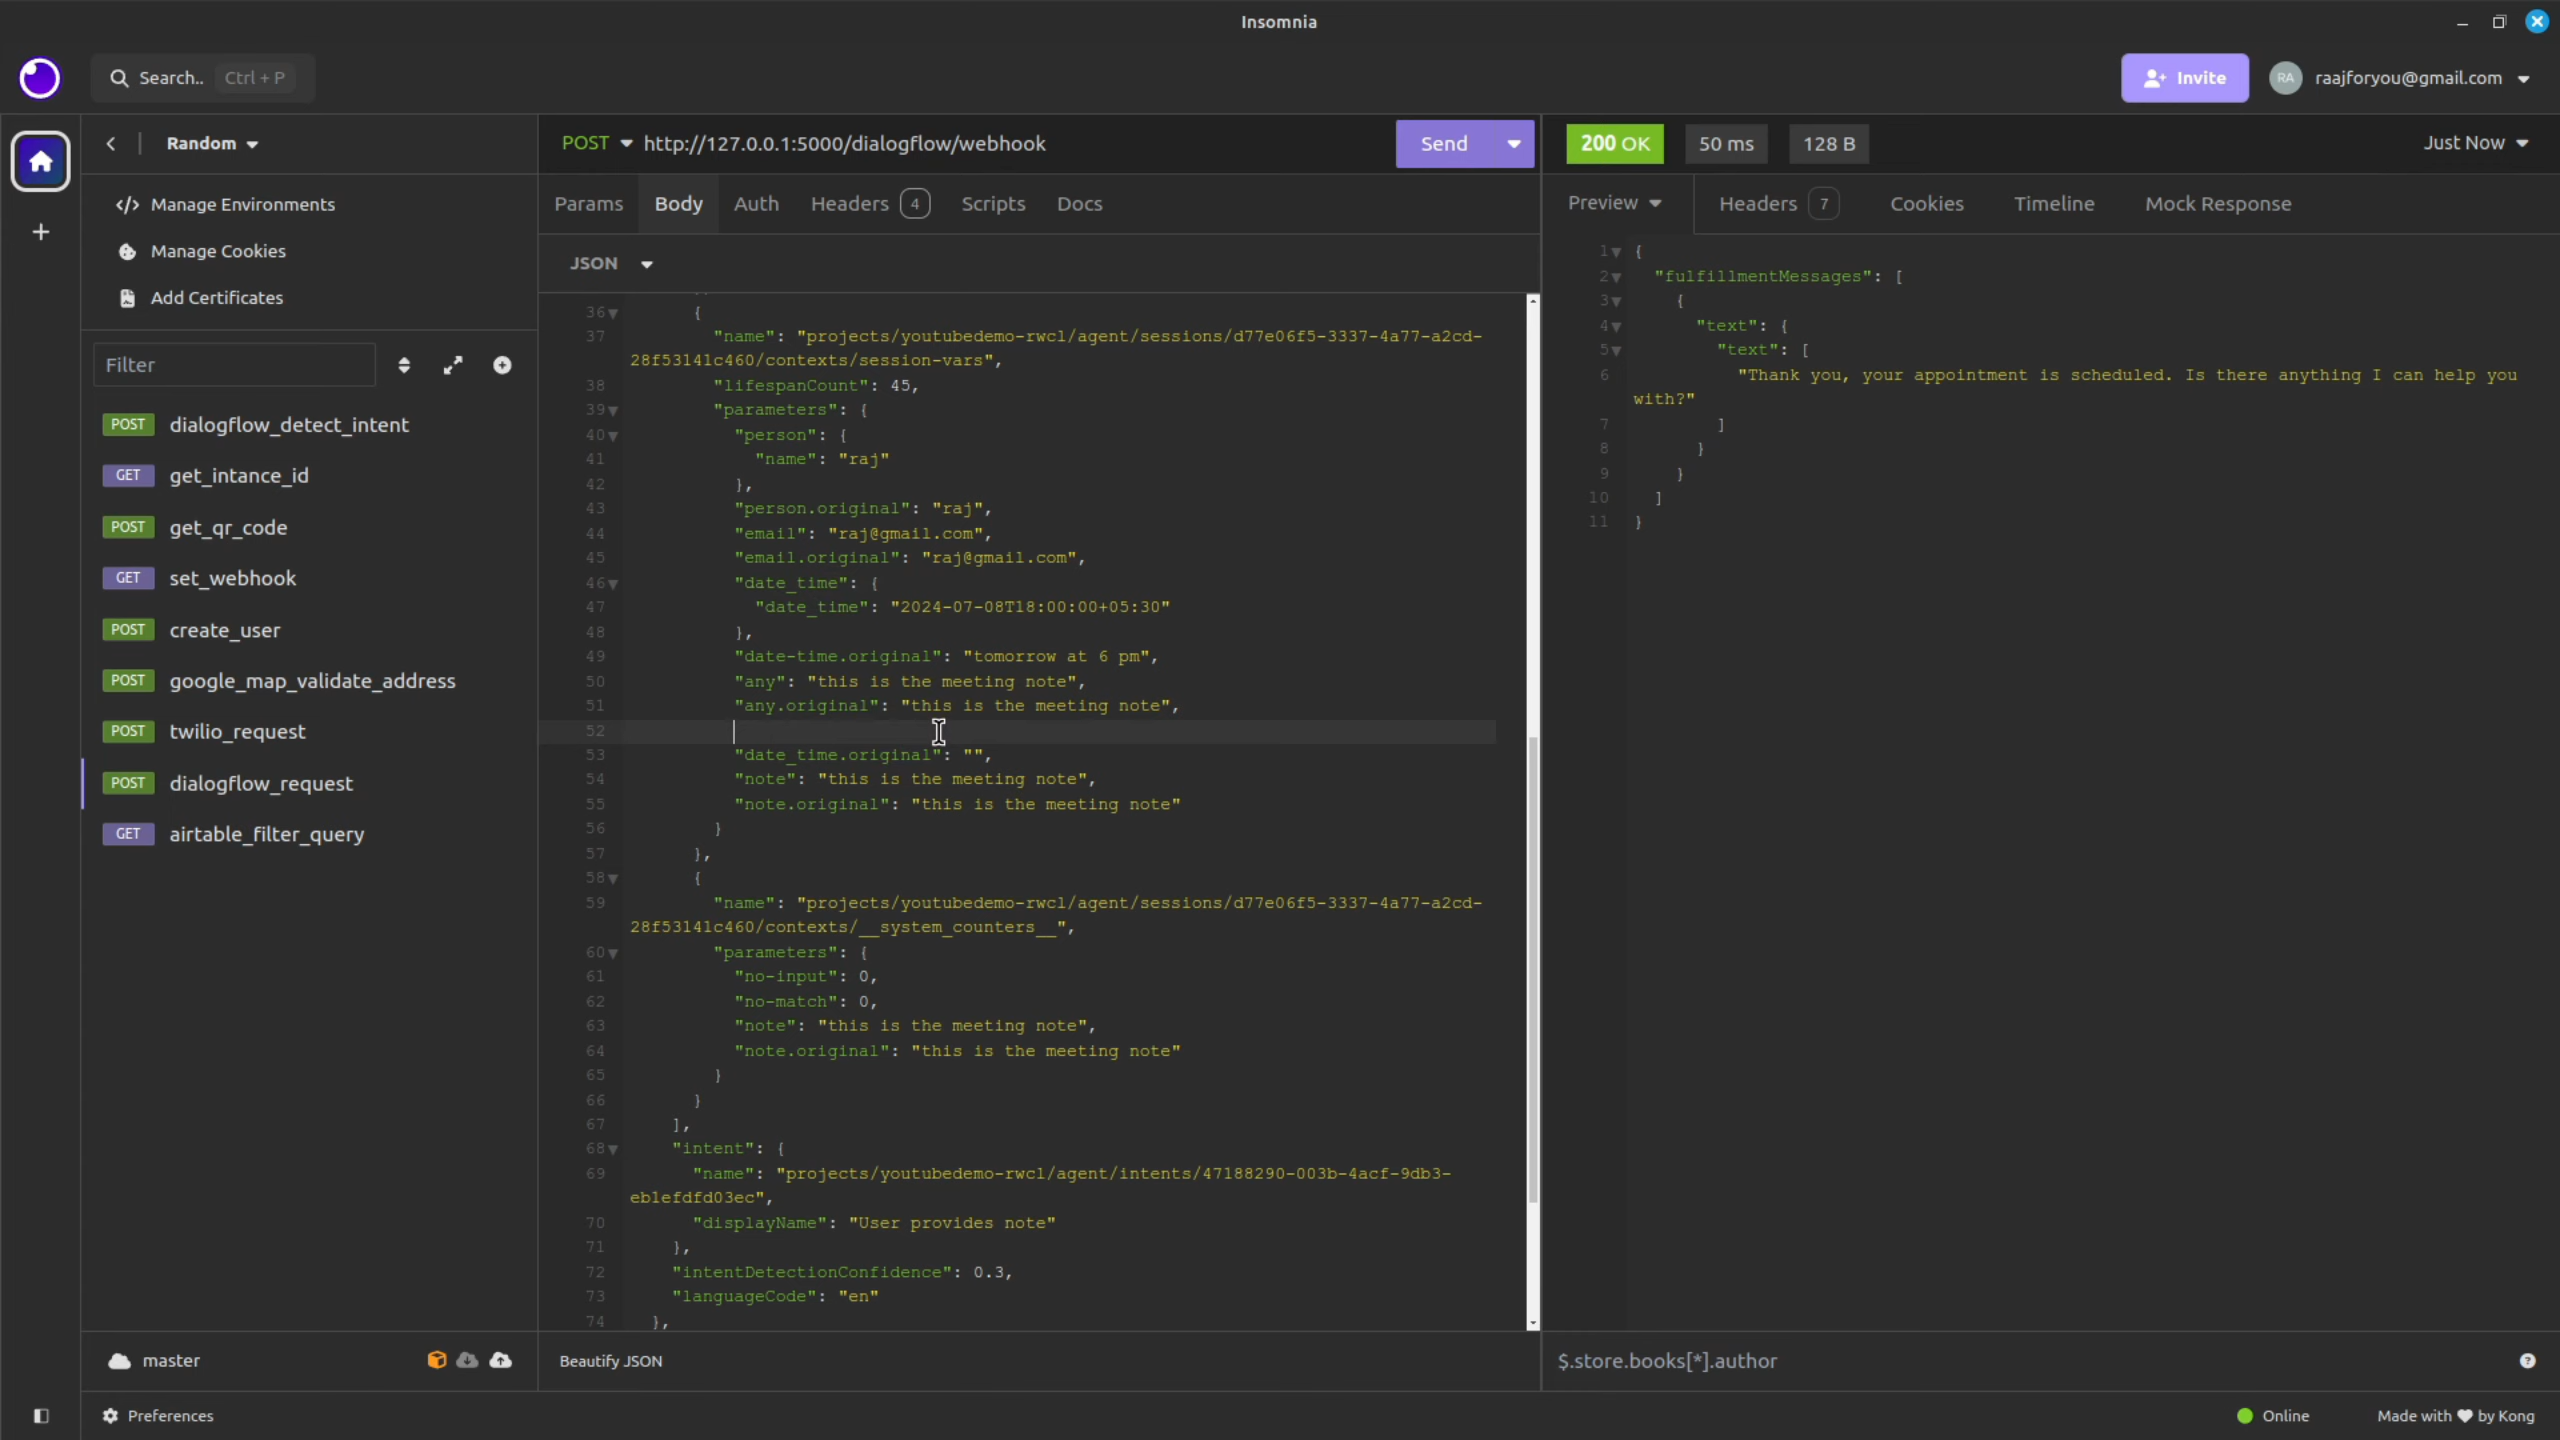 Insomnia
Search.. Ctrl + P
Invite
RA raajforyou@gmail.com
Random
Manage Environments
Manage Cookies
Add Certificates
Filter
POST dialogflow_detect_intent
GET get_intance_id
POST get_qr_code
GET set_webhook
POST create_user
POST google_map_validate_address
POST twilio_request
POST dialogflow_request
GET airtable_filter_query
master
Preferences
POST http://127.0.0.1:5000/dialogflow/webhook
Send
Params Body Auth Headers 4 Scripts Docs
JSON
36 {
37 "name": "projects/youtubedemo-rwcl/agent/sessions/d77e06f5-3337-4a77-a2cd-
28f53141c460/contexts/session-vars",
38 "lifespanCount": 45,
39 "parameters": {
40 "person": {
41 "name": "raj"
42 },
43 "person.original": "raj",
44 "email": "raj@gmail.com",
45 "email.original": "raj@gmail.com",
46 "date_time": {
47 "date_time": "2024-07-08T18:00:00+05:30"
48 },
49 "date-time.original": "tomorrow at 6 pm",
50 "any": "this is the meeting note",
51 "any.original": "this is the meeting note",
52
53 "date_time.original": "",
54 "note": "this is the meeting note",
55 "note.original": "this is the meeting note"
56 }
57 },
58 {
59 "name": "projects/youtubedemo-rwcl/agent/sessions/d77e06f5-3337-4a77-a2cd-
28f53141c460/contexts/__system_counters__",
60 "parameters": {
61 "no-input": 0,
62 "no-match": 0,
63 "note": "this is the meeting note",
64 "note.original": "this is the meeting note"
65 }
66 }
67 ],
68 "intent": {
69 "name": "projects/youtubedemo-rwcl/agent/intents/47188290-003b-4acf-9db3-
eb1efdfd03ec",
70 "displayName": "User provides note"
71 },
72 "intentDetectionConfidence": 0.3,
73 "languageCode": "en"
74 },
Beautify JSON
200 OK 50 ms 128 B Just Now
Preview Headers 7 Cookies Timeline Mock Response
1 {
2 "fulfillmentMessages": [
3 {
4 "text": {
5 "text": [
6 "Thank you, your appointment is scheduled. Is there anything I can help you
with?"
7 ]
8 }
9 }
10 ]
11 }
$.store.books[*].author
Online Made with ❤ by Kong